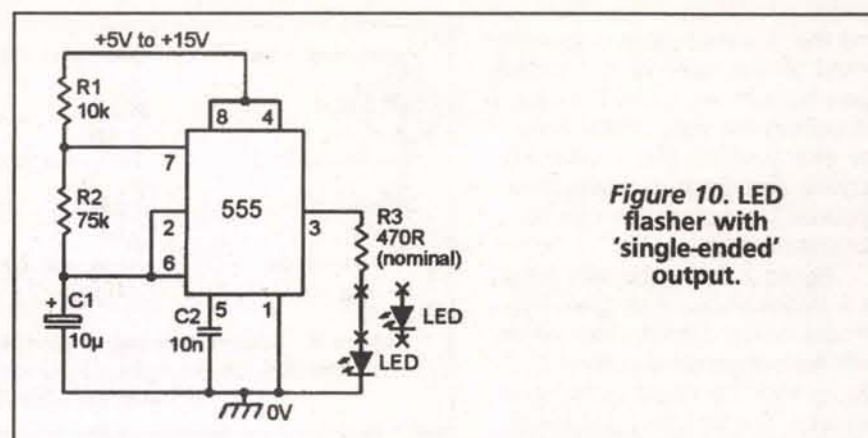 +5V to +15V
R1
10k
8 4
7
R2
75k
555
2
3
R3
470R
(nominal)
6
+
C1
10µ
C2
10n
5
1
LED
LED
0V
Figure 10. LED
flasher with
'single-ended'
output.